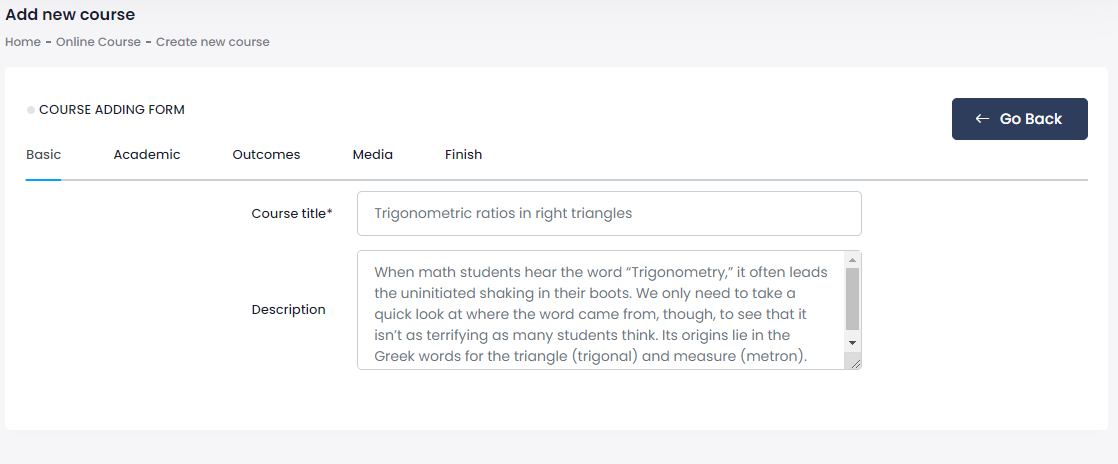 Add new course
Home - Online Course - Create new course
COURSE ADDING FORM
← Go Back
Basic Academic Outcomes Media Finish
Course title* Trigonometric ratios in right triangles
Description
When math students hear the word “Trigonometry,” it often leads
the uninitiated shaking in their boots. We only need to take a
quick look at where the word came from, though, to see that it
isn’t as terrifying as many students think. Its origins lie in the
Greek words for the triangle (trigonal) and measure (metron).